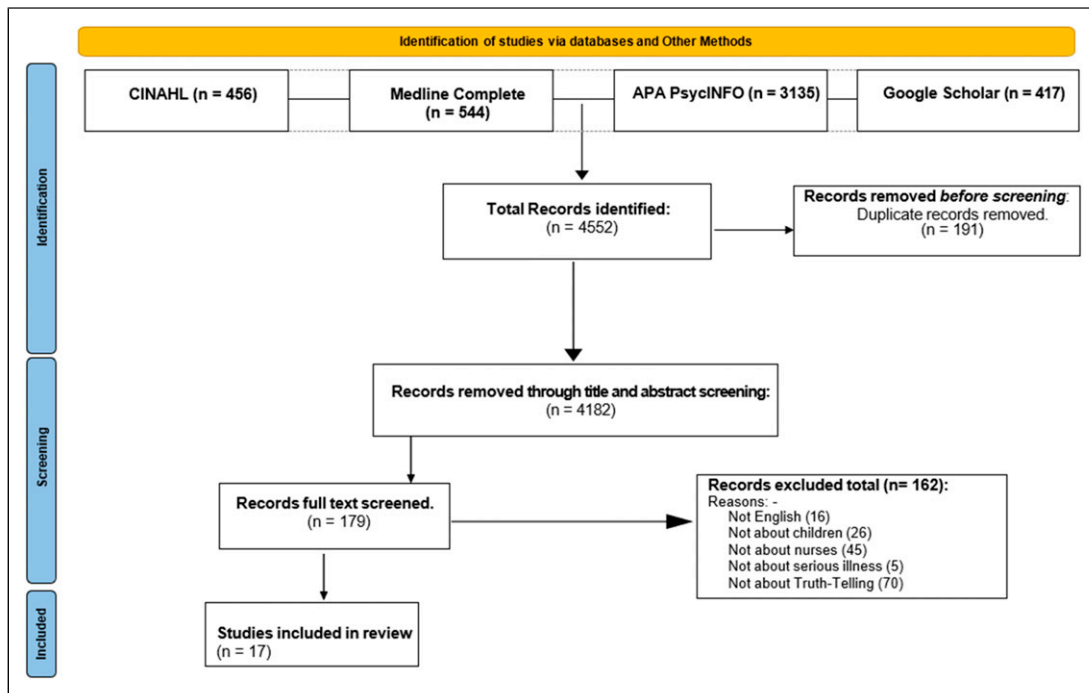 Identification of studies via databases and Other Methods
CINAHL (n = 456)
Medline Complete
(n = 544)
APA PsycINFO (n = 3135)
Google Scholar (n = 417)
Identification
Total Records identified:
(n = 4552)
Records removed before screening:
Duplicate records removed.
(n = 191)
Screening
Records removed through title and abstract screening:
(n = 4182)
Records full text screened.
(n = 179)
Records excluded total (n= 162):
Reasons: -
Not English (16)
Not about children (26)
Not about nurses (45)
Not about serious illness (5)
Not about Truth-Telling (70)
Included
Studies included in review
(n = 17)